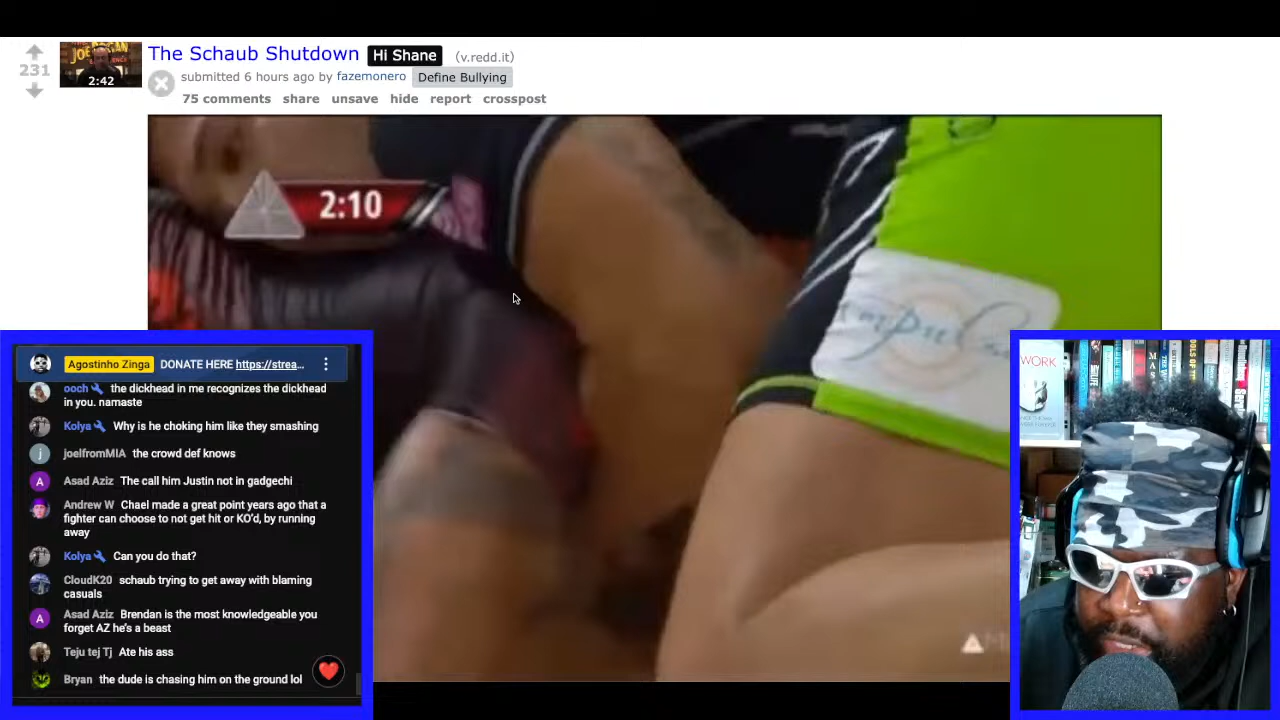 The Schaub Shutdown Hi Shane (v.redd.it)
231
2:42
submitted 6 hours ago by fazemonero Define Bullying
75 comments share unsave hide report crosspost
2:10
Agostinho Zinga DONATE HERE https://strea...
ooch the dickhead in me recognizes the dickhead
in you. namaste
Kolya Why is he choking him like they smashing
joelfromMIA the crowd def knows
Asad Aziz The call him Justin not in gadgechi
Andrew W Chael made a great point years ago that a
fighter can choose to not get hit or KO'd, by running
away
Kolya Can you do that?
CloudK20 schaub trying to get away with blaming
casuals
Asad Aziz Brendan is the most knowledgeable you
forget AZ he's a beast
Teju tej Tj Ate his ass
Bryan the dude is chasing him on the ground lol
WORK